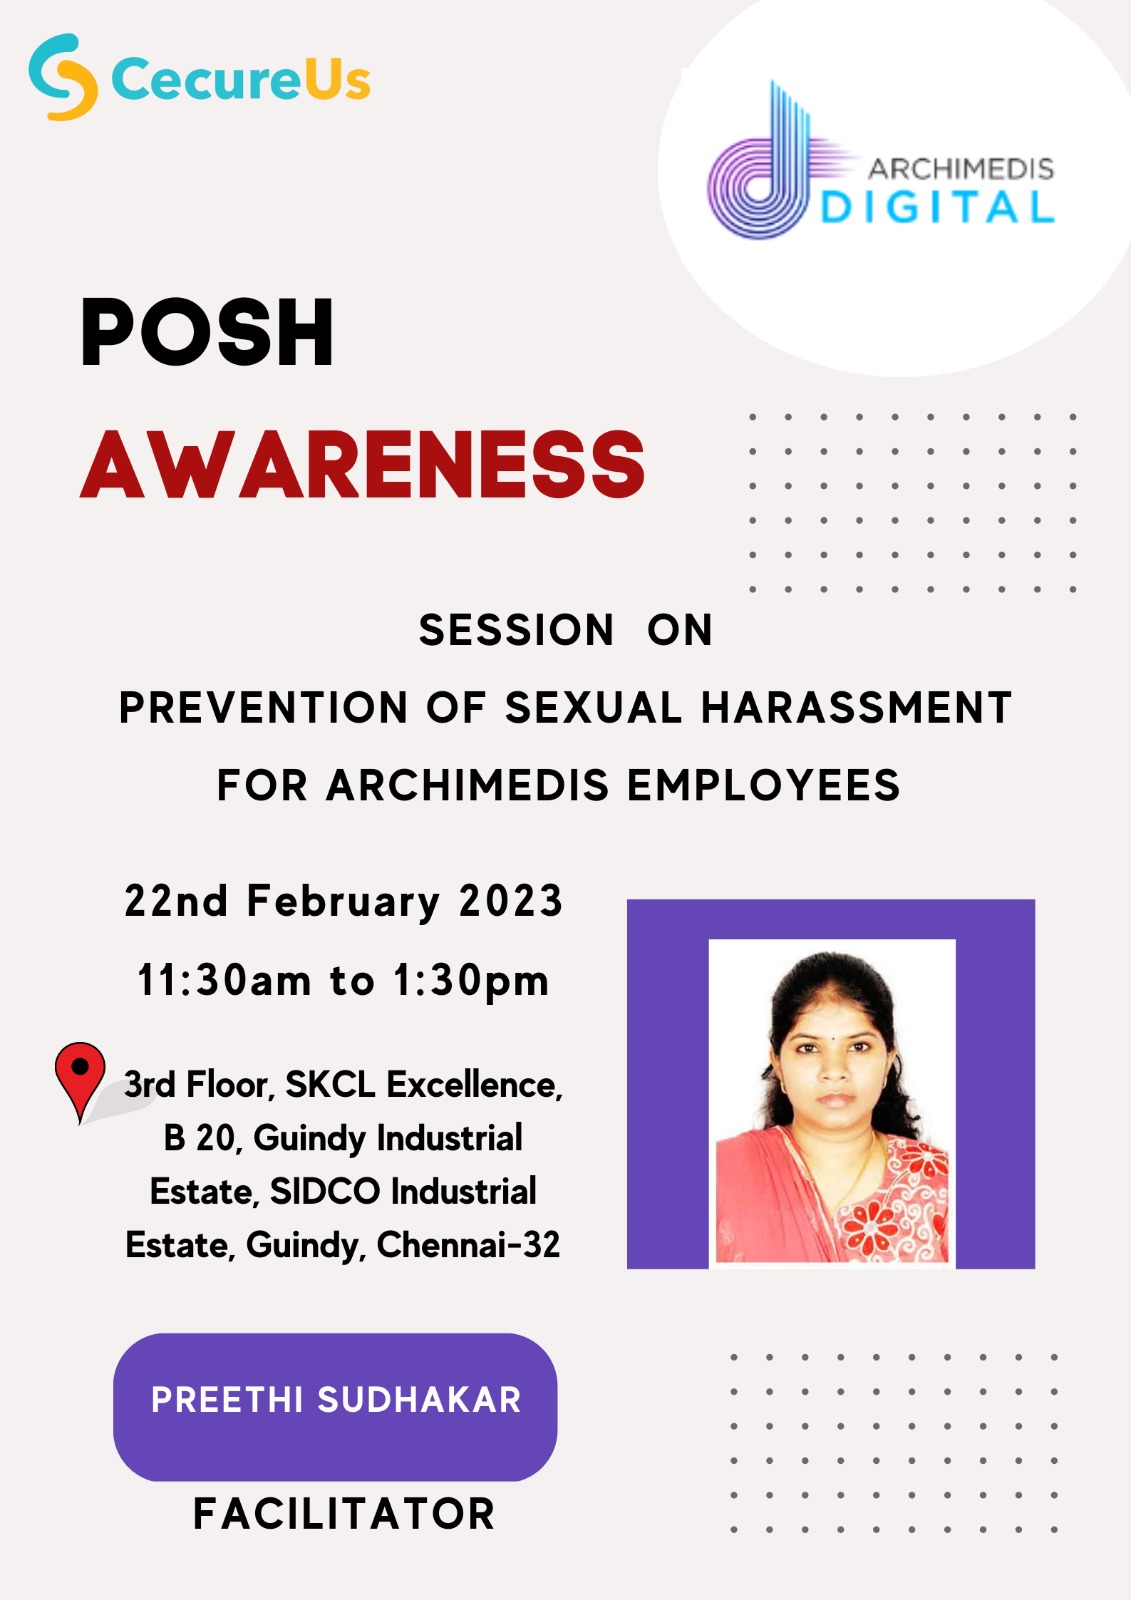 CecureUs
ARCHIMEDIS
DIGITAL
POSH
AWARENESS
SESSION ON
PREVENTION OF SEXUAL HARASSMENT
FOR ARCHIMEDIS EMPLOYEES
22nd February 2023
11:30am to 1:30pm
3rd Floor, SKCL Excellence,
B 20, Guindy Industrial
Estate, SIDCO Industrial
Estate, Guindy, Chennai-32
PREETHI SUDHAKAR
FACILITATOR